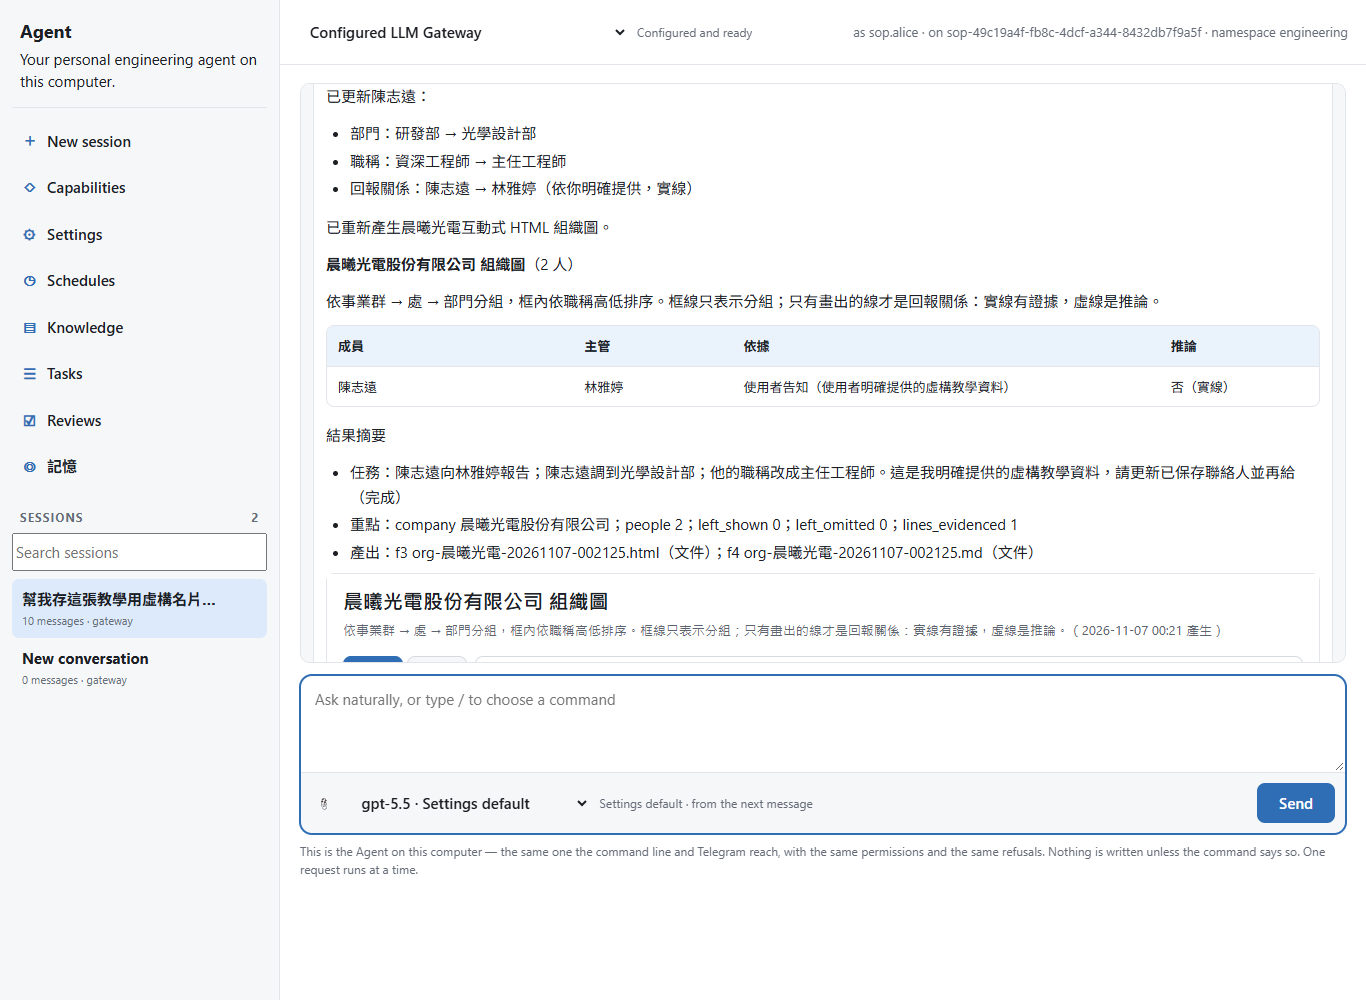 Agent
Your personal engineering agent on
this computer.
New session
Capabilities
Settings
Schedules
Knowledge
Tasks
Reviews
記憶
SESSIONS 2
Search sessions
幫我存這張教學用虛構名片...
10 messages · gateway
New conversation
0 messages · gateway
Configured LLM Gateway Configured and ready as sop.alice · on sop-49c19a4f-fb8c-4dcf-a344-8432db7f9a5f · namespace engineering
已更新陳志遠：
部門：研發部 → 光學設計部
職稱：資深工程師 → 主任工程師
回報關係：陳志遠 → 林雅婷（依你明確提供，實線）
已重新產生晨曦光電互動式 HTML 組織圖。
晨曦光電股份有限公司 組織圖（2 人）
依事業群 → 處 → 部門分組，框內依職稱高低排序。框線只表示分組；只有畫出的線才是回報關係：實線有證據，虛線是推論。
成員 主管 依據 推論
陳志遠 林雅婷 使用者告知（使用者明確提供的虛構教學資料） 否（實線）
結果摘要
任務：陳志遠向林雅婷報告；陳志遠調到光學設計部；他的職稱改成主任工程師。這是我明確提供的虛構教學資料，請更新已保存聯絡人並再給
（完成）
重點：company 晨曦光電股份有限公司；people 2；left_shown 0；left_omitted 0；lines_evidenced 1
產出：f3 org-晨曦光電-20261107-002125.html（文件）；f4 org-晨曦光電-20261107-002125.md（文件）
晨曦光電股份有限公司 組織圖
依事業群 → 處 → 部門分組，框內依職稱高低排序。框線只表示分組；只有畫出的線才是回報關係：實線有證據，虛線是推論。（2026-11-07 00:21 產生）
Ask naturally, or type / to choose a command
gpt-5.5 · Settings default Settings default · from the next message Send
This is the Agent on this computer — the same one the command line and Telegram reach, with the same permissions and the same refusals. Nothing is written unless the command says so. One
request runs at a time.